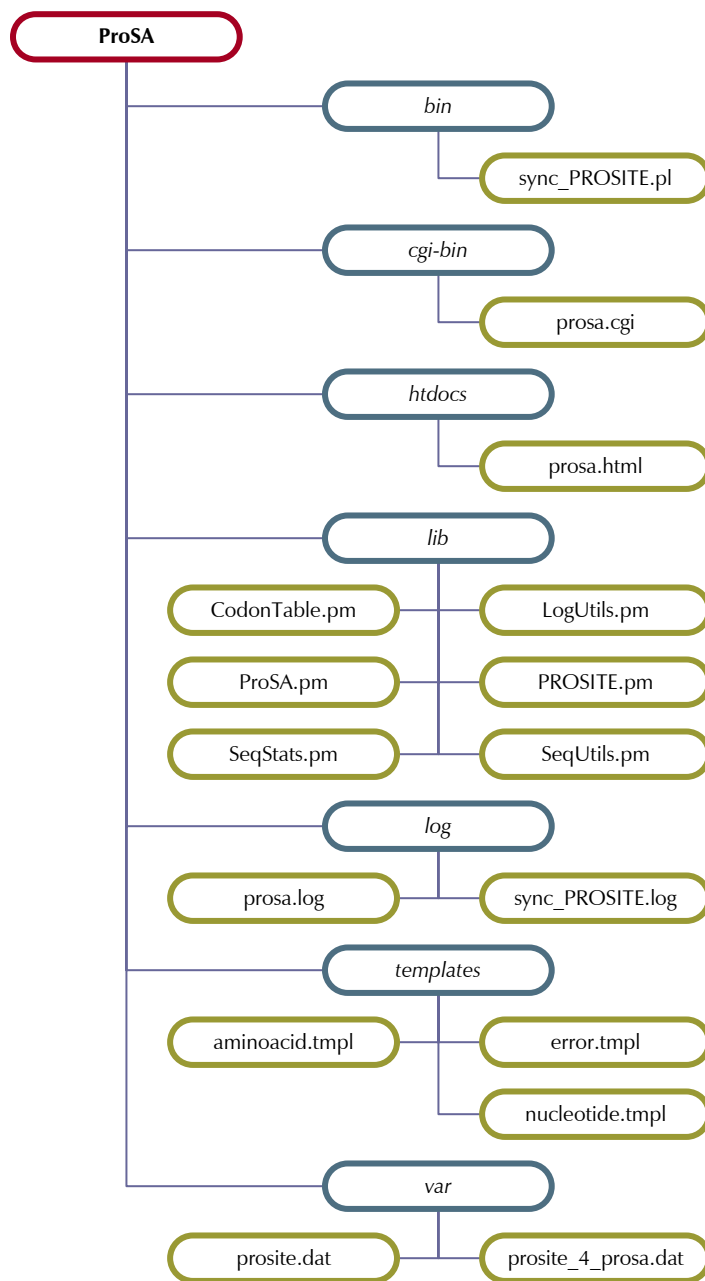 ProSA
bin
sync_PROSITE.pl
cgi-bin
prosa.cgi
htdocs
prosa.html
lib
CodonTable.pm
LogUtils.pm
ProSA.pm
PROSITE.pm
SeqStats.pm
SeqUtils.pm
log
prosa.log
sync_PROSITE.log
templates
aminoacid.tmpl
error.tmpl
nucleotide.tmpl
var
prosite.dat
prosite_4_prosa.dat